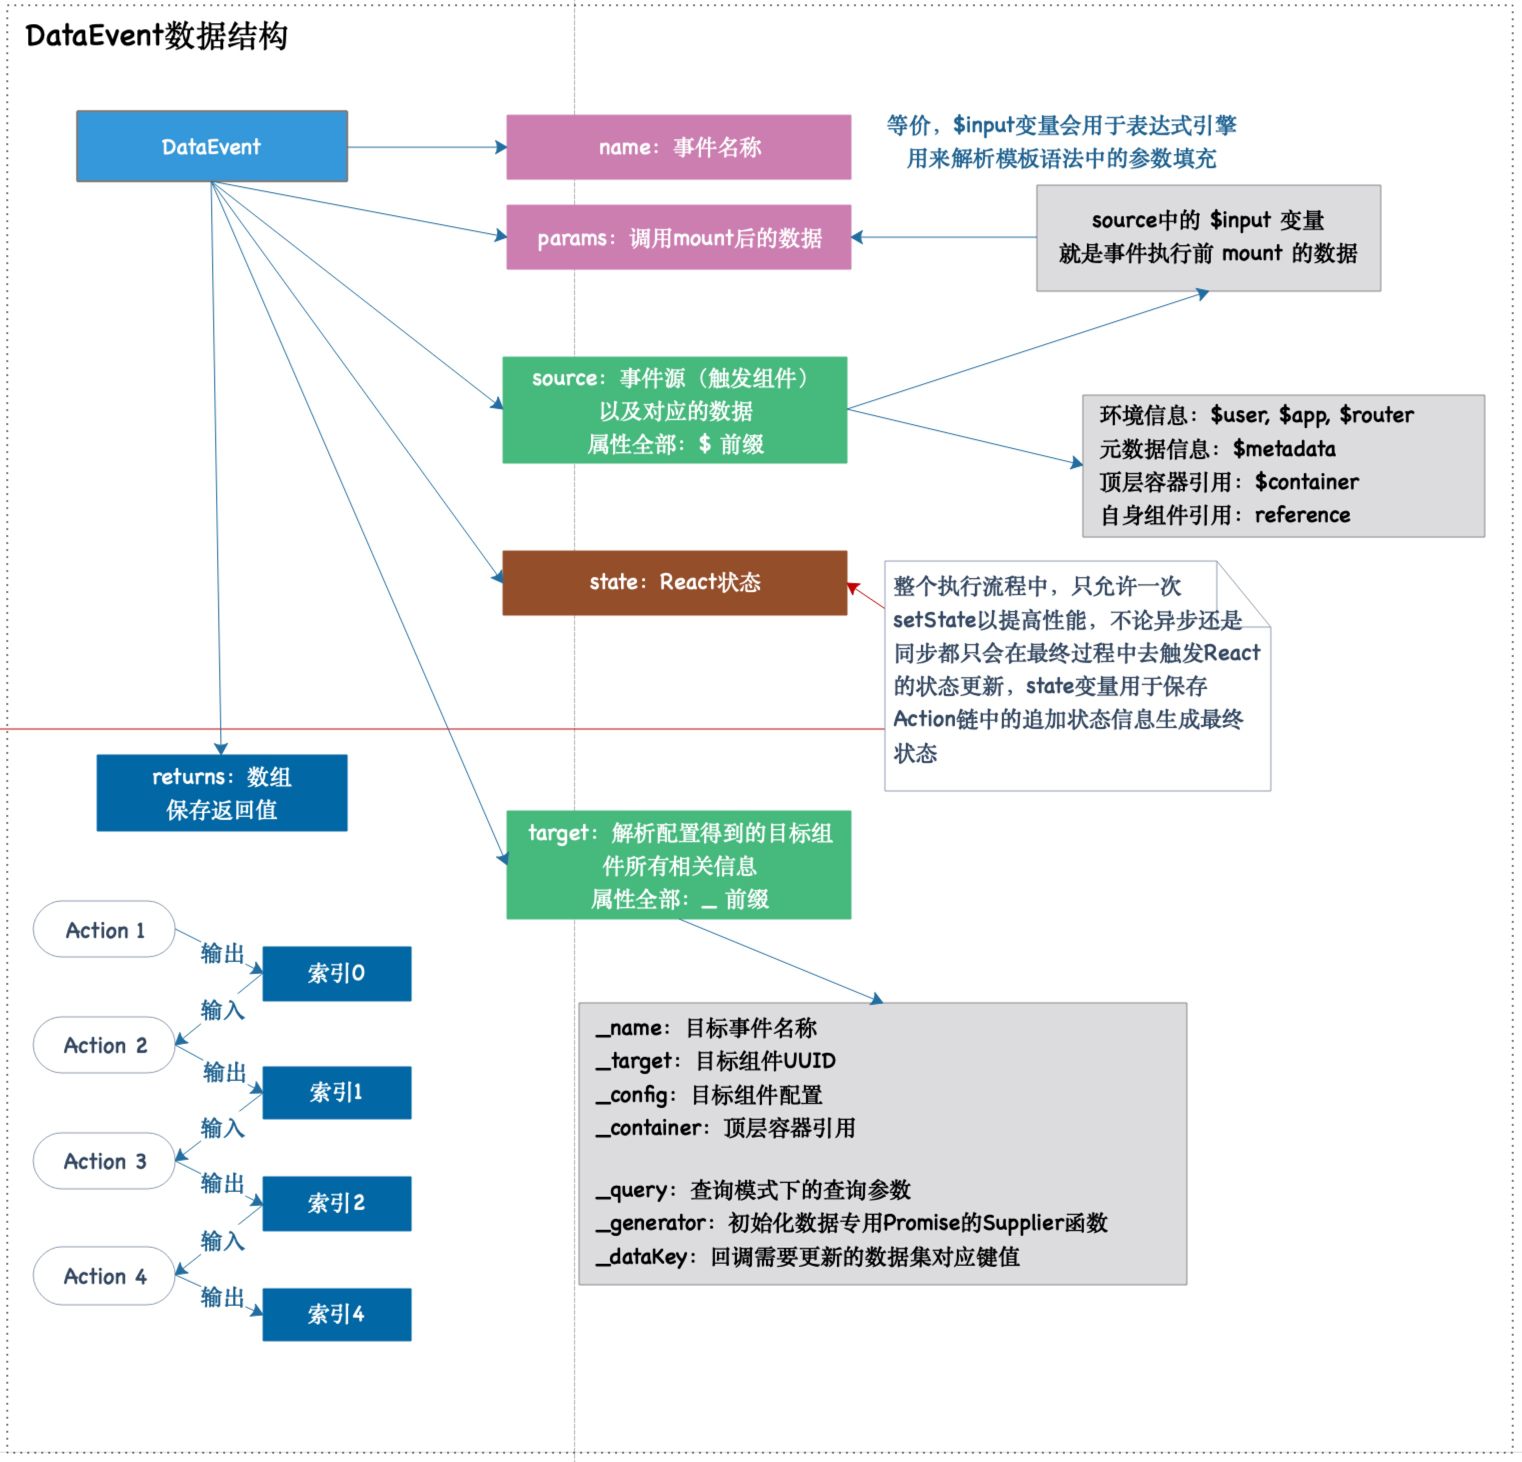 DataEvent数据结构
DataEvent
name：事件名称
等价，$input变量会用于表达式引擎
用来解析模板语法中的参数填充
params：调用mount后的数据
source中的 $input 变量
就是事件执行前 mount 的数据
source：事件源（触发组件）
以及对应的数据
属性全部：$ 前缀
环境信息：$user, $app, $router
元数据信息：$metadata
顶层容器引用：$container
自身组件引用：reference
state：React状态
整个执行流程中，只允许一次
setState以提高性能，不论异步还是
同步都只会在最终过程中去触发React
的状态更新，state变量用于保存
Action链中的追加状态信息生成最终
状态
returns：数组
保存返回值
target：解析配置得到的目标组
件所有相关信息
属性全部：_ 前缀
Action 1
输出
索引0
输入
Action 2
输出
索引1
输入
Action 3
输出
索引2
输入
Action 4
输出
索引4
_name：目标事件名称
_target：目标组件UUID
_config：目标组件配置
_container：顶层容器引用
_query：查询模式下的查询参数
_generator：初始化数据专用Promise的Supplier函数
_dataKey：回调需要更新的数据集对应键值